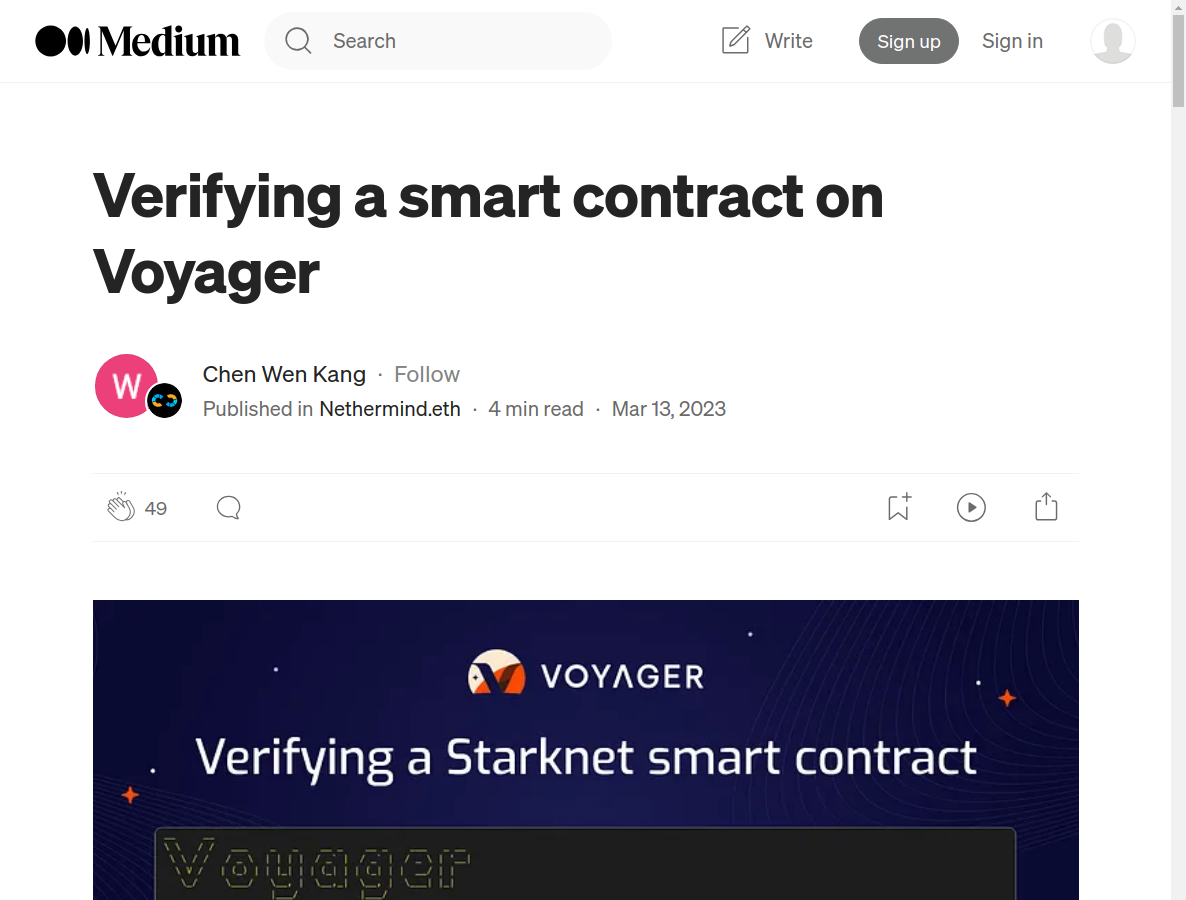 Medium
Search
Write
Sign up
Sign in
Verifying a smart contract on
Voyager
W
Chen Wen Kang · Follow
Published in Nethermind.eth · 4 min read · Mar 13, 2023
49
VOYAGER
Verifying a Starknet smart contract
Voyager